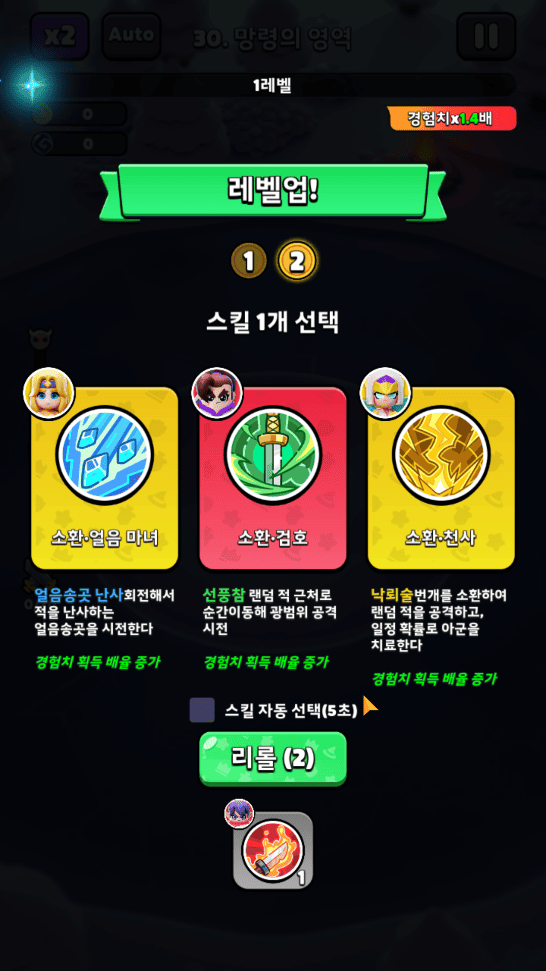 x2
Auto
30. 망령의 영역
1레벨
0
0
경험치x1.4배
레벨업!
1
2
스킬 1개 선택
소환·얼음 마녀
소환·검호
소환·천사
얼음송곳 난사회전해서
적을 난사하는
얼음송곳을 시전한다
경험치 획득 배율 증가
선풍참 랜덤 적 근처로
순간이동해 광범위 공격
시전
경험치 획득 배율 증가
낙뢰술번개를 소환하여
랜덤 적을 공격하고,
일정 확률로 아군을
치료한다
경험치 획득 배율 증가
스킬 자동 선택(5초)
리롤 (2)
1